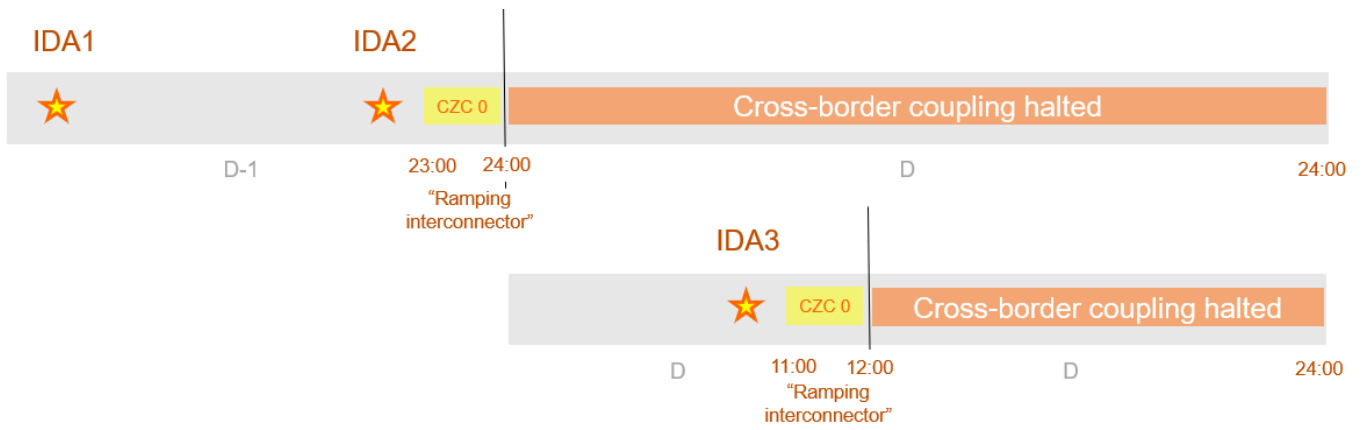 IDA1
IDA2
CZC 0
Cross-border coupling halted
D-1
23:00
24:00
D
24:00
“Ramping
interconnector”
IDA3
CZC 0
Cross-border coupling halted
D
11:00
12:00
D
24:00
“Ramping
interconnector”